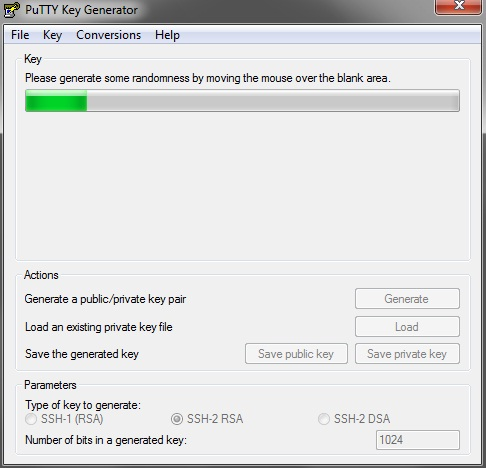 PuTTY Key Generator
File Key Conversions Help
Key
Please generate some randomness by moving the mouse over the blank area.
Actions
Generate a public/private key pair
Generate
Load an existing private key file
Load
Save the generated key
Save public key
Save private key
Parameters
Type of key to generate:
SSH-1 (RSA)
SSH-2 RSA
SSH-2 DSA
Number of bits in a generated key:
1024